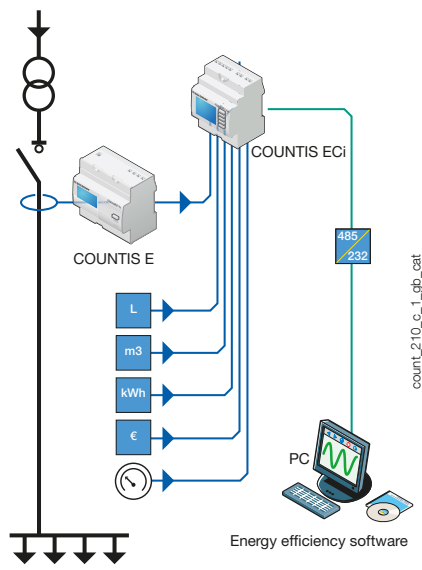 COUNTIS ECi
COUNTIS E
485
232
L
m3
kWh
€
PC
Energy efficiency software
count_210_c_1_gb_cat